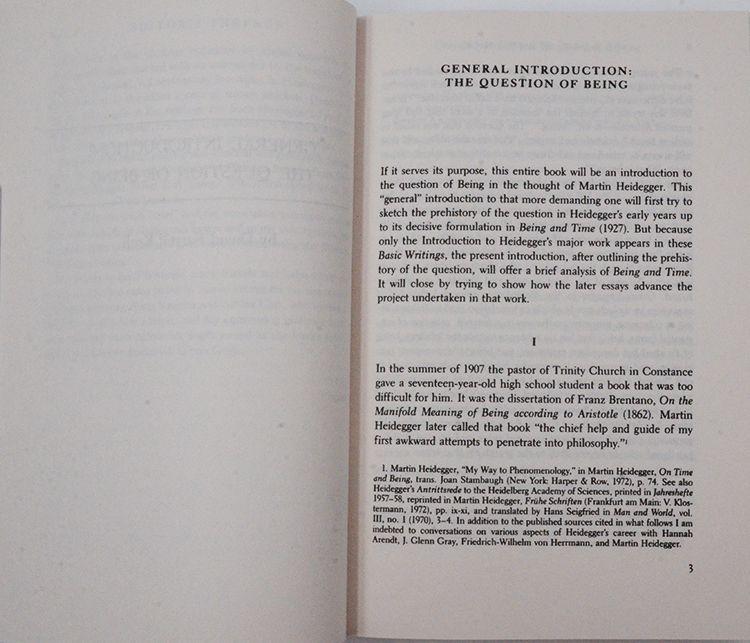 GENERAL INTRODUCTION:
THE QUESTION OF BEING
If it serves its purpose, this entire book will be an introduction
to the question of Being in the thought of Martin Heidegger. This
“general” introduction to that more demanding one will first try to
sketch the prehistory of the question in Heidegger's early years up
to its decisive formulation in Being and Time (1927). But because
only the Introduction to Heidegger's major work appears in these
Basic Writings, the present introduction, after outlining the prehis-
tory of the question, will offer a brief analysis of Being and Time.
It will close by trying to show how the later essays advance the
project undertaken in that work.
I
In the summer of 1907 the pastor of Trinity Church in Constance
gave a seventeen-year-old high school student a book that was too
difficult for him. It was the dissertation of Franz Brentano, On the
Manifold Meaning of Being according to Aristotle (1862). Martin
Heidegger later called that book “the chief help and guide of my
first awkward attempts to penetrate into philosophy.”¹
1. Martin Heidegger, “My Way to Phenomenology,” in Martin Heidegger, On Time
and Being, trans. Joan Stambaugh (New York: Harper & Row, 1972), p. 74. See also
Heidegger's Antrittsrede to the Heidelberg Academy of Sciences, printed in Jahreshefte
1957-58, reprinted in Martin Heidegger, Frühe Schriften (Frankfurt am Main: V. Klos-
termann, 1972), pp. ix-xi, and translated by Hans Seigfried in Man and World, vol.
III, no. 1 (1970), 3-4. In addition to the published sources cited in what follows I am
indebted to conversations on various aspects of Heidegger's career with Hannah
Arendt, J. Glenn Gray, Friedrich-Wilhelm von Herrmann, and Martin Heidegger.
3